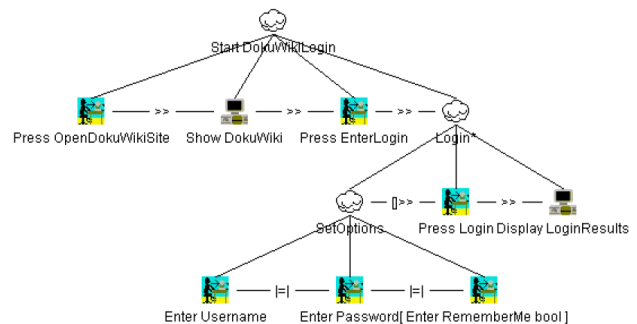 Start DokuWikiLogin
>> >> >>
Press OpenDokuWikiSite Show DokuWiki Press EnterLogin Login*
[]>> >>
SetOptions Press Login Display LoginResults
|=| |=|
Enter Username Enter Password [ Enter RememberMe bool ]